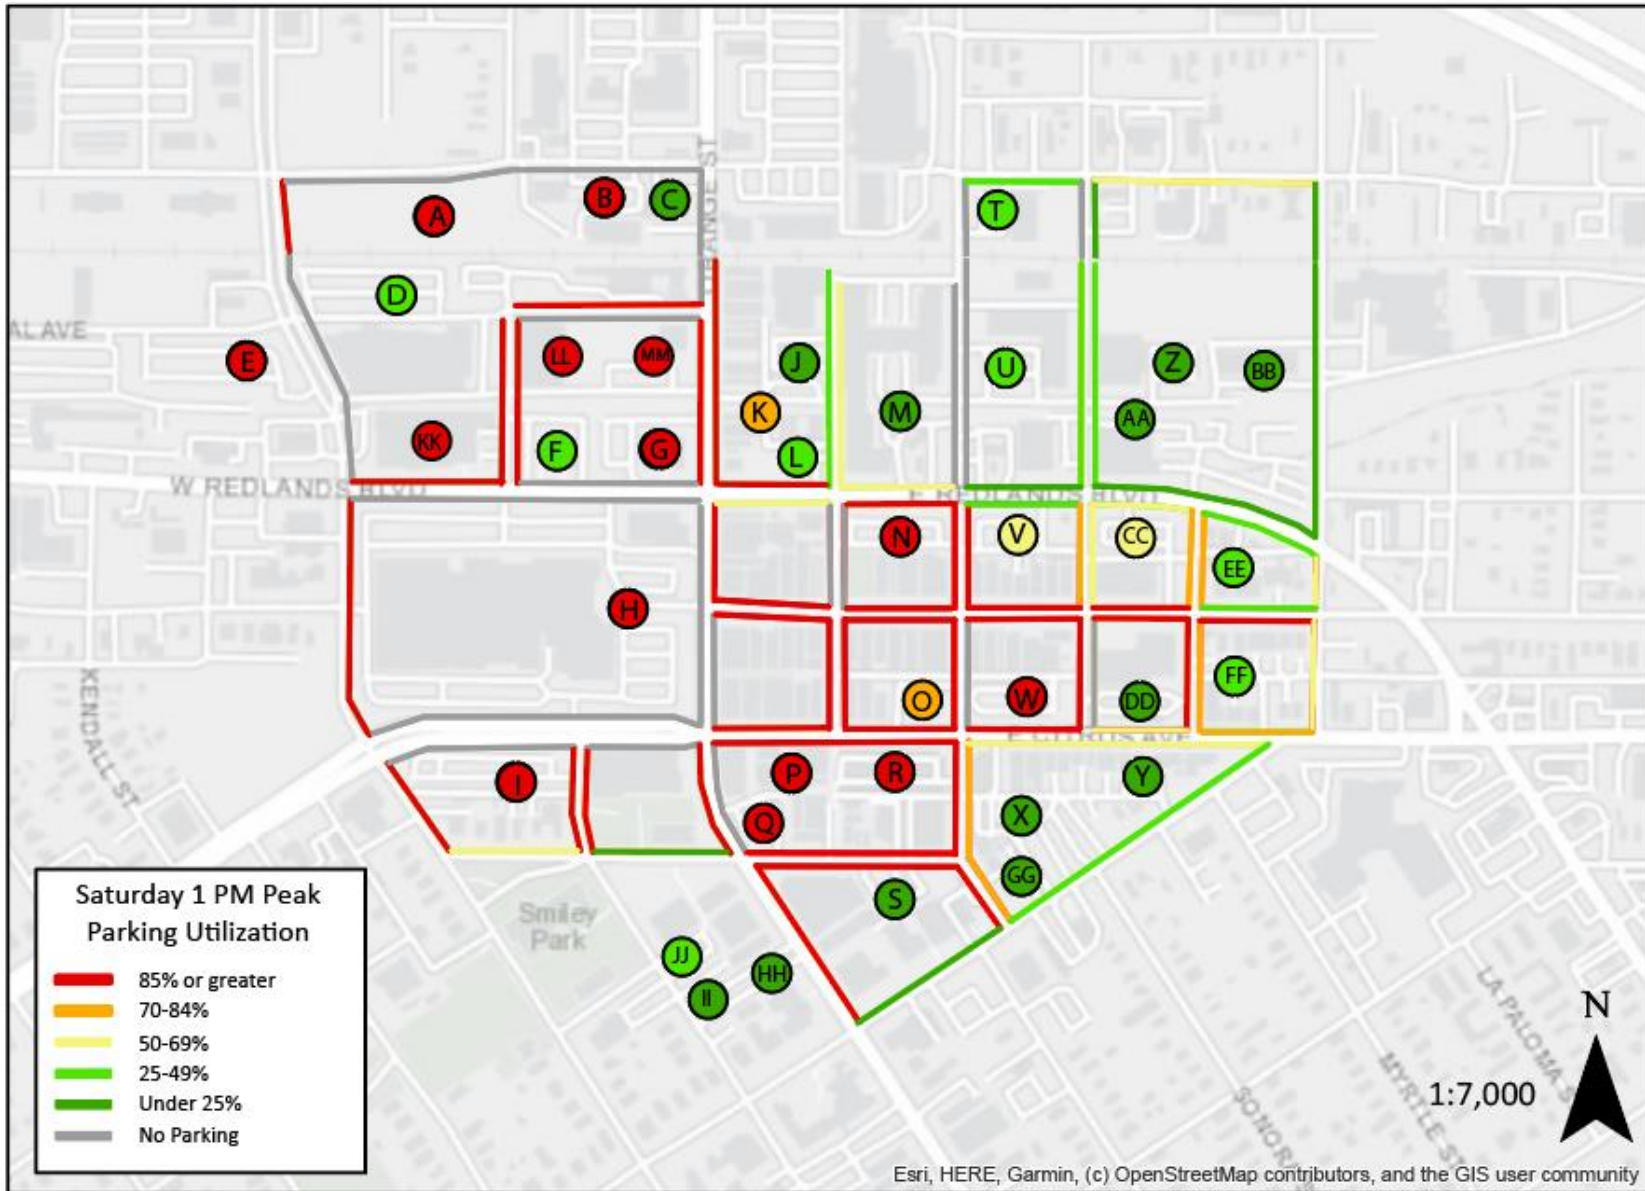 ORANGE ST
A
B
C
T
D
AL AVE
E
LL
MM
J
U
Z
BB
K
M
AA
KK
F
G
L
W REDLANDS BLVD
E REDLANDS BLVD
N
V
CC
EE
H
FF
O
W
DD
E CITRUS AVE
KENDALL ST
I
P
R
Y
Q
X
GG
S
Smiley
Park
JJ
HH
II
Saturday 1 PM Peak
Parking Utilization
85% or greater
70-84%
50-69%
25-49%
Under 25%
No Parking
LA PALOMA S
MYRTLE ST
SONOR
N
1:7,000
Esri, HERE, Garmin, (c) OpenStreetMap contributors, and the GIS user community